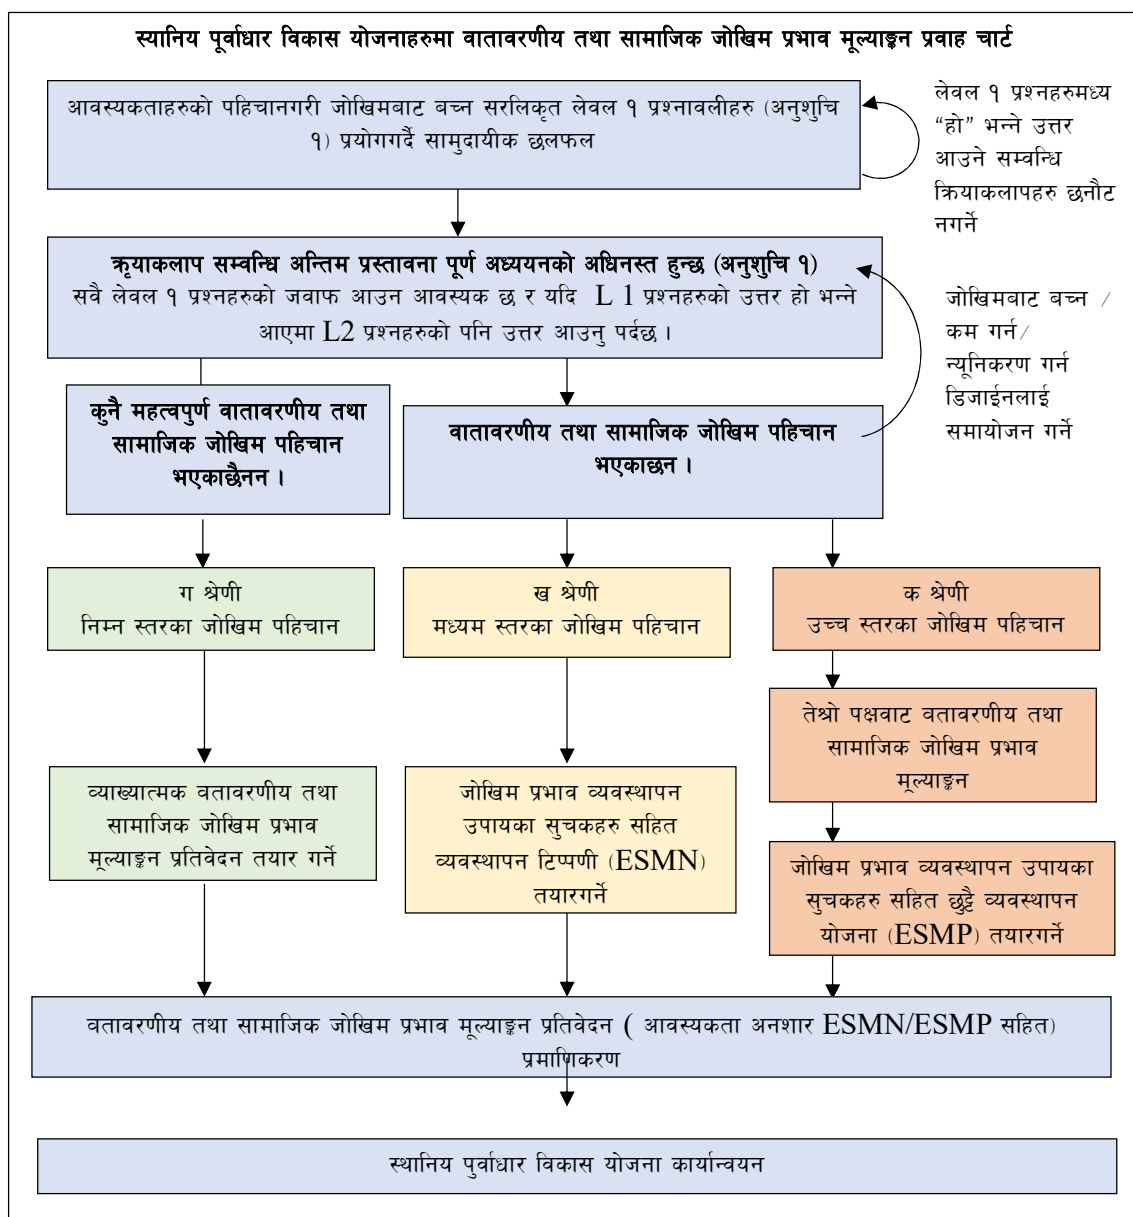 स्यानिय पूर्वाधार विकास योजनाहरुमा वातावरणीय तथा सामाजिक जोखिम प्रभाव मूल्याङ्कन प्रवाह चार्ट
आवस्यकताहरुको पहिचानगरी जोखिमबाट बच्न सरलिकृत लेवल १ प्रश्नावलीहरु (अनुशुचि
१) प्रयोगगर्दै सामुदायीक छलफल
लेवल १ प्रश्नहरुमध्य
“हो” भन्ने उत्तर
आउने सम्वन्धि
क्रियाकलापहरु छनौट
नगर्ने
क्रृयाकलाप सम्वन्धि अन्तिम प्रस्तावना पूर्ण अध्ययनको अधिनस्त हुन्छ (अनुशुचि १)
सवै लेवल १ प्रश्नहरुको जवाफ आउन आवस्यक छ र यदि L 1 प्रश्नहरुको उत्तर हो भन्ने
आएमा L2 प्रश्नहरुको पनि उत्तर आउनु पर्दछ ।
जोखिमबाट बच्न /
कम गर्न/
न्यूनिकरण गर्न
डिजाईनलाई
समायोजन गर्ने
कुनै महत्वपुर्ण वातावरणीय तथा
सामाजिक जोखिम पहिचान
भएकाछैनन ।
वातावरणीय तथा सामाजिक जोखिम पहिचान
भएकाछन ।
ग श्रेणी
निम्न स्तरका जोखिम पहिचान
ख श्रेणी
मध्यम स्तरका जोखिम पहिचान
क श्रेणी
उच्च स्तरका जोखिम पहिचान
तेश्रो पक्षवाट वतावरणीय तथा
सामाजिक जोखिम प्रभाव
मूल्याङ्कन
व्याख्यात्मक वतावरणीय तथा
सामाजिक जोखिम प्रभाव
मूल्याङ्कन प्रतिवेदन तयार गर्ने
जोखिम प्रभाव व्यवस्थापन
उपायका सुचकहरु सहित
व्यवस्थापन टिप्पणी (ESMN)
तयारगर्ने
जोखिम प्रभाव व्यवस्थापन उपायका
सुचकहरु सहित छुट्टै व्यवस्थापन
योजना (ESMP) तयारगर्ने
वतावरणीय तथा सामाजिक जोखिम प्रभाव मूल्याङ्कन प्रतिवेदन ( आवस्यकता अनशार ESMN/ESMP सहित)
प्रमाणिकरण
स्थानिय पुर्वाधार विकास योजना कार्यान्वयन